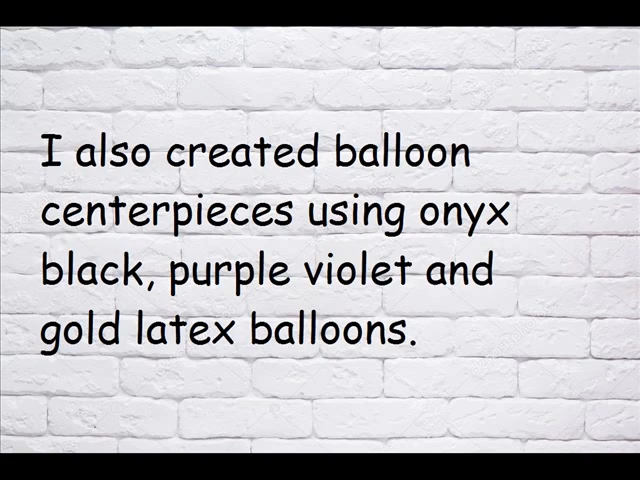 I also created balloon
centerpieces using onyx
black, purple violet and
gold latex balloons.